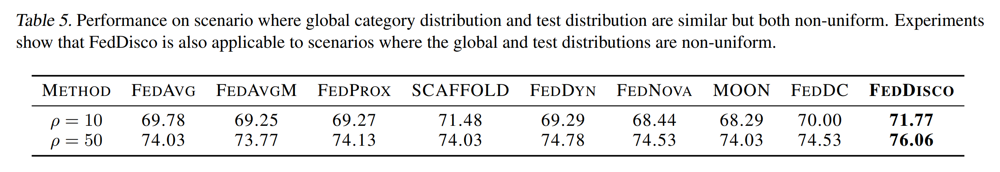 Table 5. Performance on scenario where global category distribution and test distribution are similar but both non-uniform. Experiments
show that FedDisco is also applicable to scenarios where the global and test distributions are non-uniform.
METHOD FEDAVG FEDAVGM FEDPROX SCAFFOLD FEDDYN FEDNOVA MOON FEDDC FEDDISCO
ρ = 10 69.78 69.25 69.27 71.48 69.29 68.44 68.29 70.00 71.77
ρ = 50 74.03 73.77 74.13 74.03 74.78 74.53 74.03 74.53 76.06